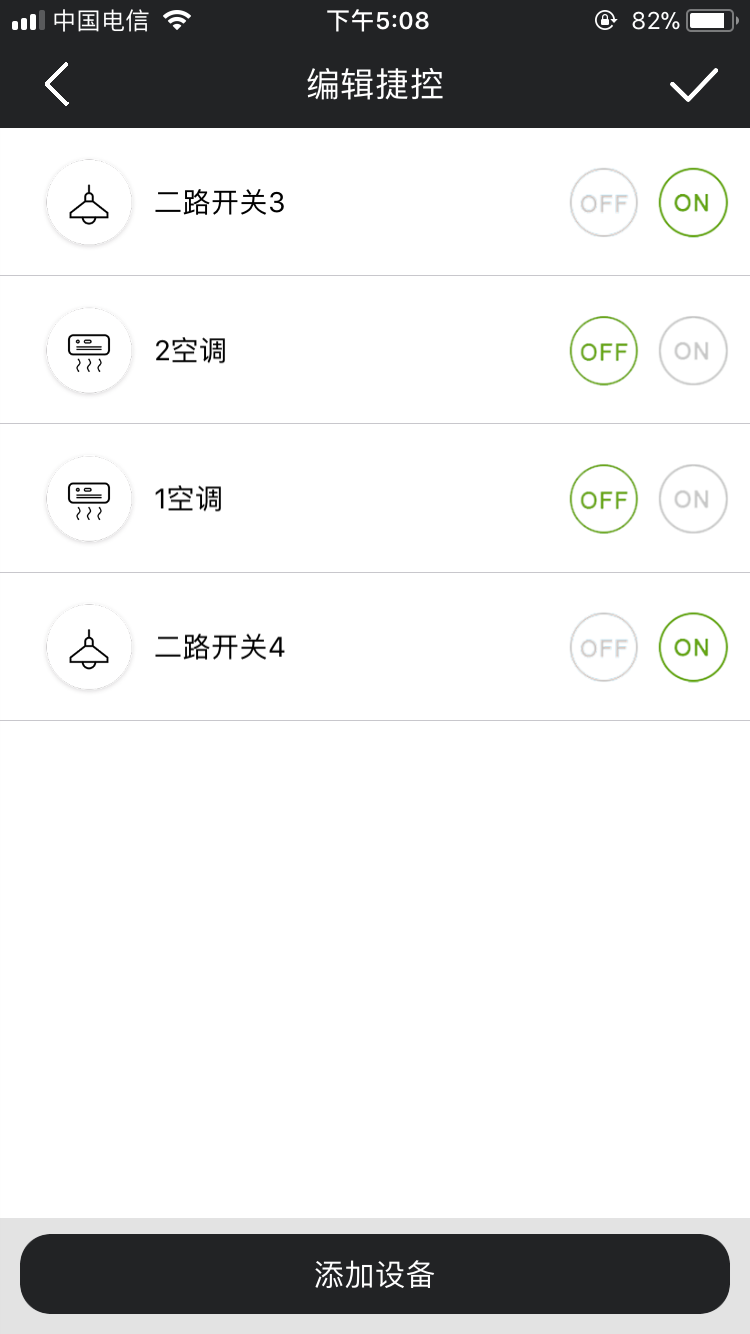 中国电信 下午5:08 82%
编辑捷控
二路开关3 OFF ON
2空调 OFF ON
1空调 OFF ON
二路开关4 OFF ON
添加设备